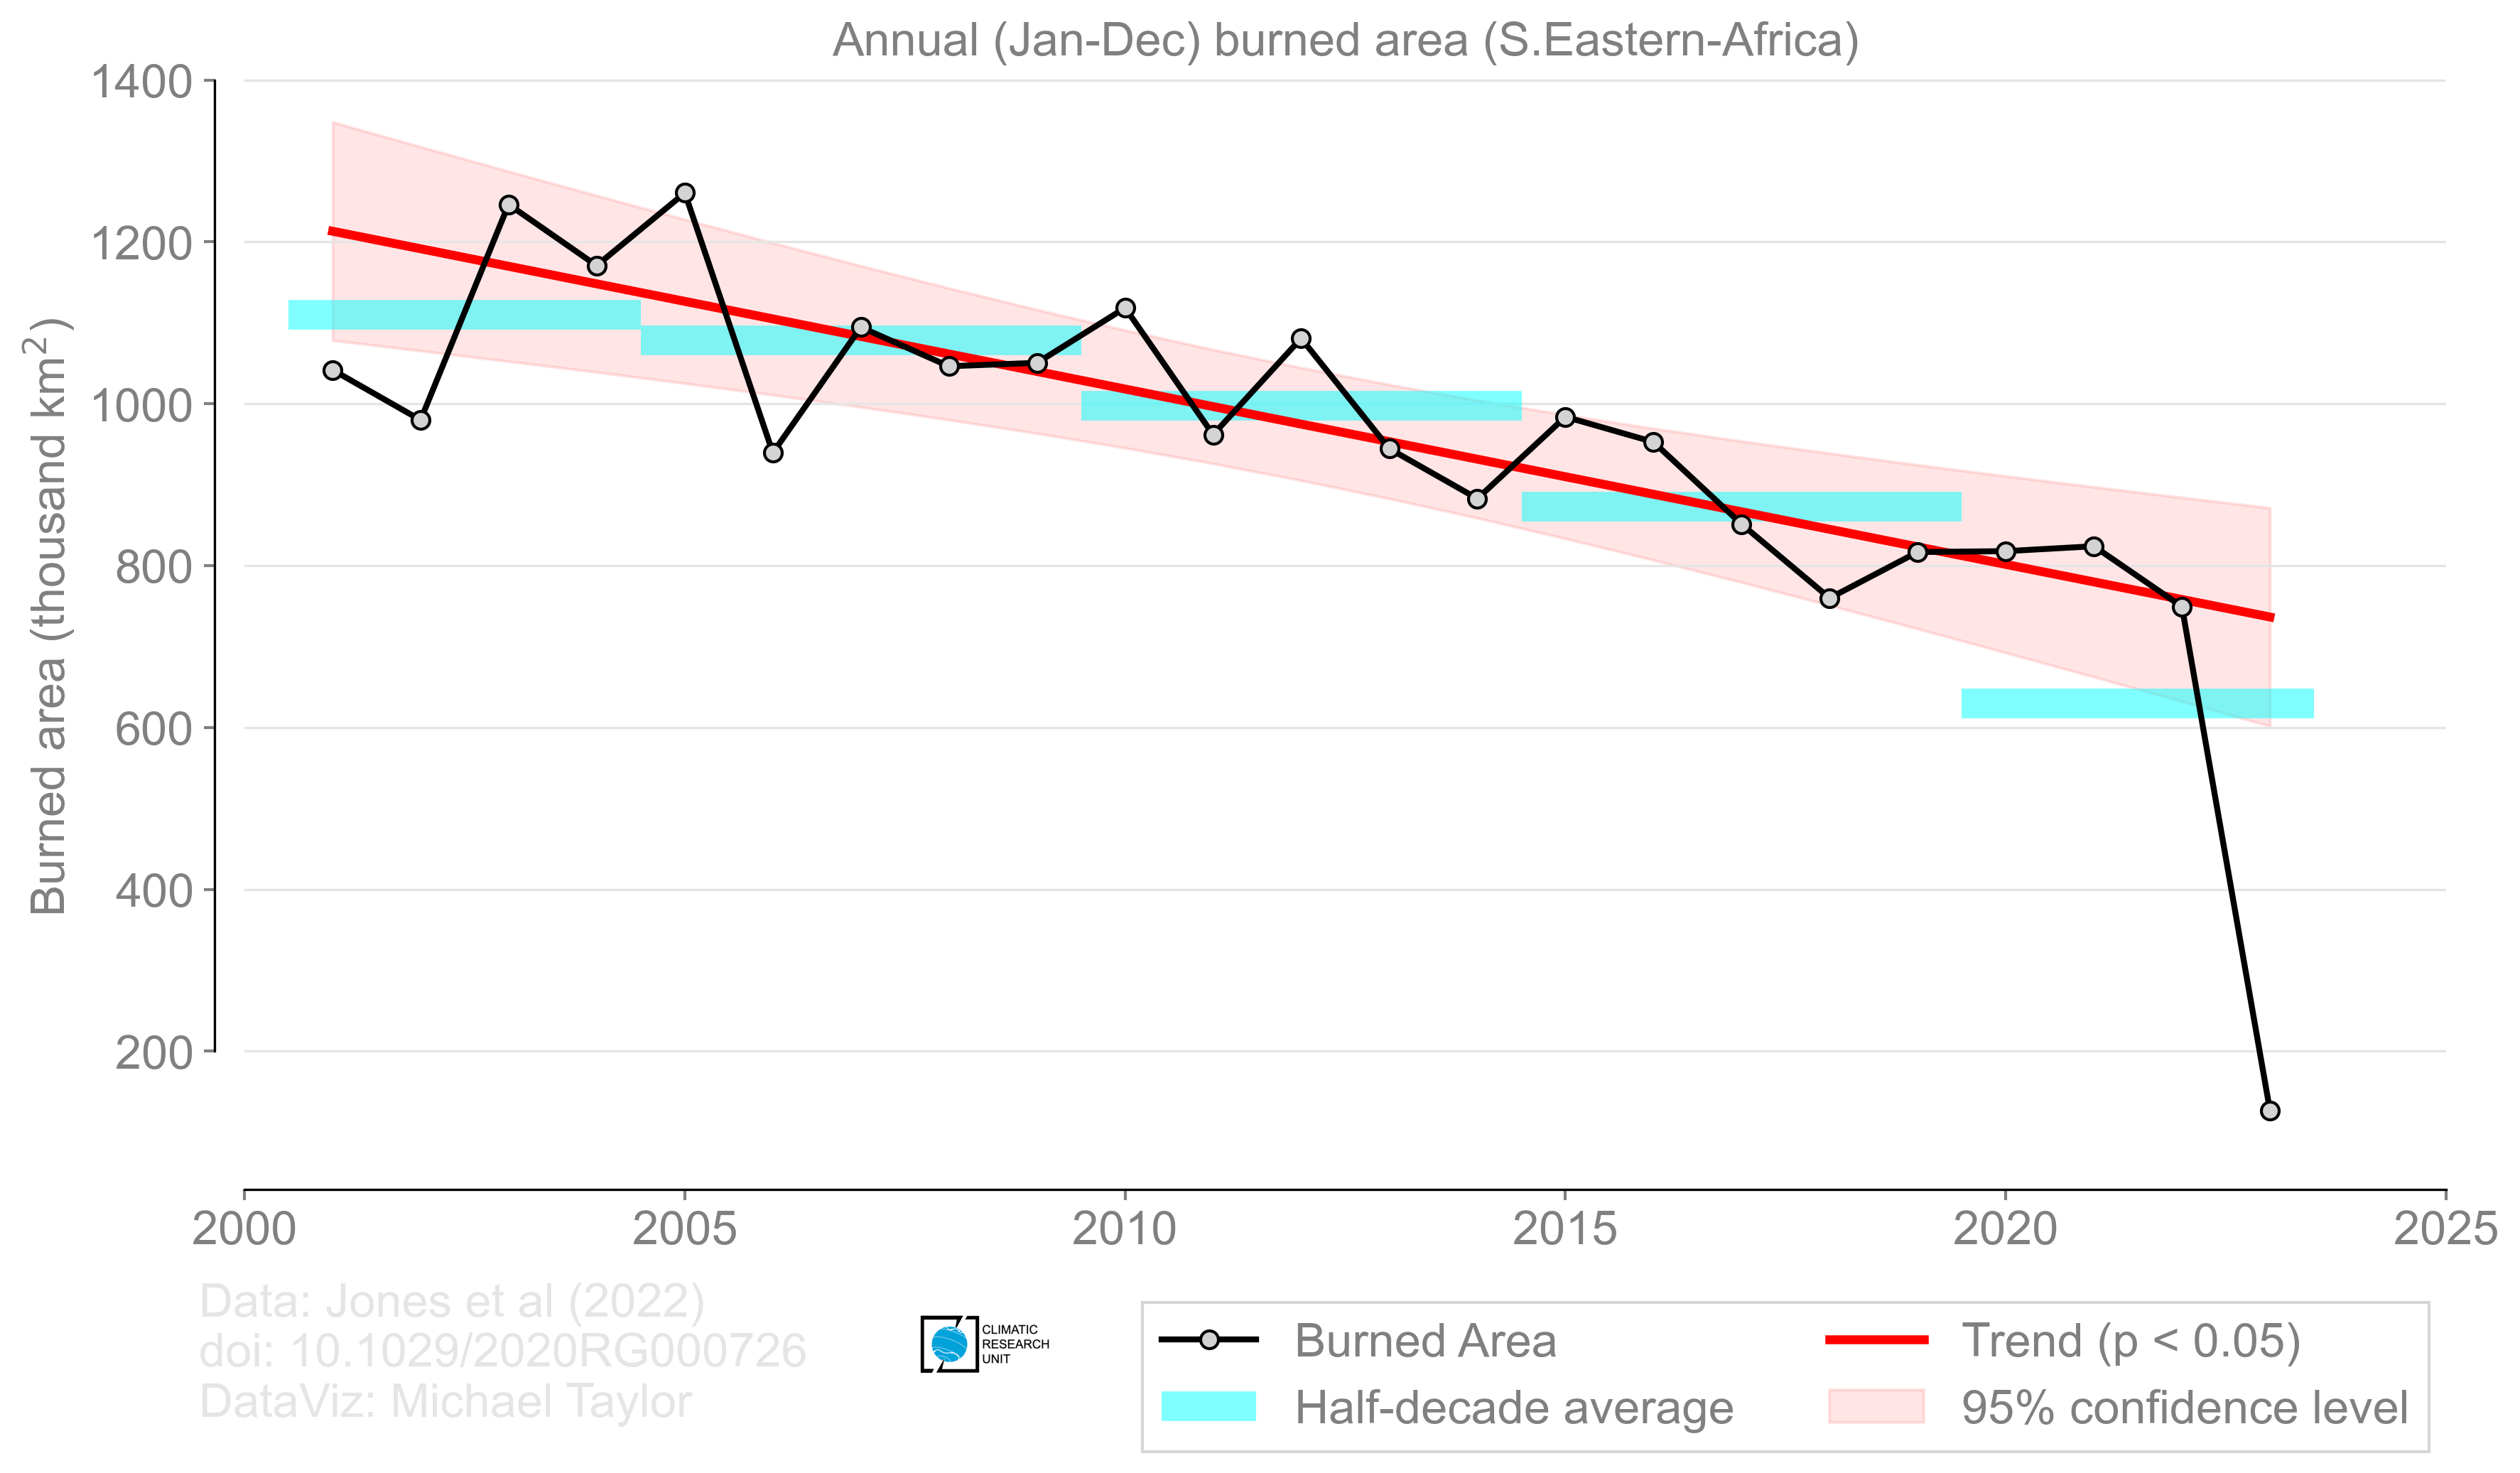 Annual (Jan-Dec) burned area (S.Eastern-Africa)
Burned area (thousand km²)
1400
1200
1000
800
600
400
200
2000 2005 2010 2015 2020 2025
Data: Jones et al (2022)
doi: 10.1029/2020RG000726
DataViz: Michael Taylor
CLIMATIC
RESEARCH
UNIT
Burned Area
Half-decade average
Trend (p < 0.05)
95% confidence level